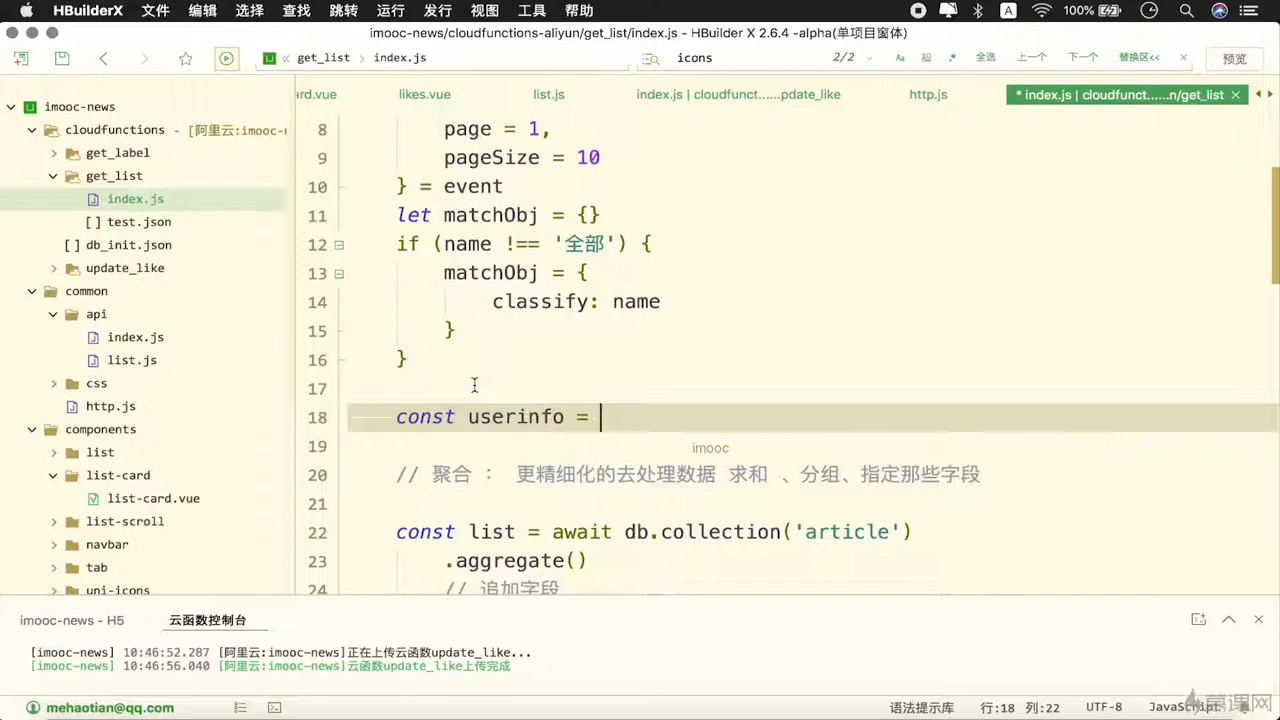 HBuilderX 文件 编辑 选择 查找 跳转 运行 发行 视图 工具 帮助 A 100%
imooc-news/cloudfunctions-aliyun/get_list/index.js - HBuilder X 2.6.4 -alpha(单项目窗口)
get_list index.js icons 2/2 Aa 全选 上一个 下一个 替换区<< 预览
ard.vue likes.vue list.js index.js | cloudfunct......pdate_like http.js * index.js | cloudfunct......n/get_list
imooc-news
cloudfunctions - [阿里云:imooc-n
get_label
get_list
index.js
test.json
db_init.json
update_like
common
api
index.js
list.js
css
http.js
components
list
list-card
list-card.vue
list-scroll
navbar
tab
uni-icons
8 page = 1,
9 pageSize = 10
10 } = event
11 let matchObj = {}
12 if (name !== '全部') {
13 matchObj = {
14 classify: name
15 }
16 }
17
18 const userinfo =
19
imooc
20 // 聚合 ： 更精细化的去处理数据 求和 、分组、指定那些字段
21
22 const list = await db.collection('article')
23 .aggregate()
24 // 追加字段
imooc-news - H5 云函数控制台
[imooc-news] 10:46:52.287 [阿里云:imooc-news]正在上传云函数update_like...
[imooc-news] 10:46:56.040 [阿里云:imooc-news]云函数update_like上传完成
mehaotian@qq.com 语法提示库 行:18 列:22 UTF-8 JavaScript
慕课网